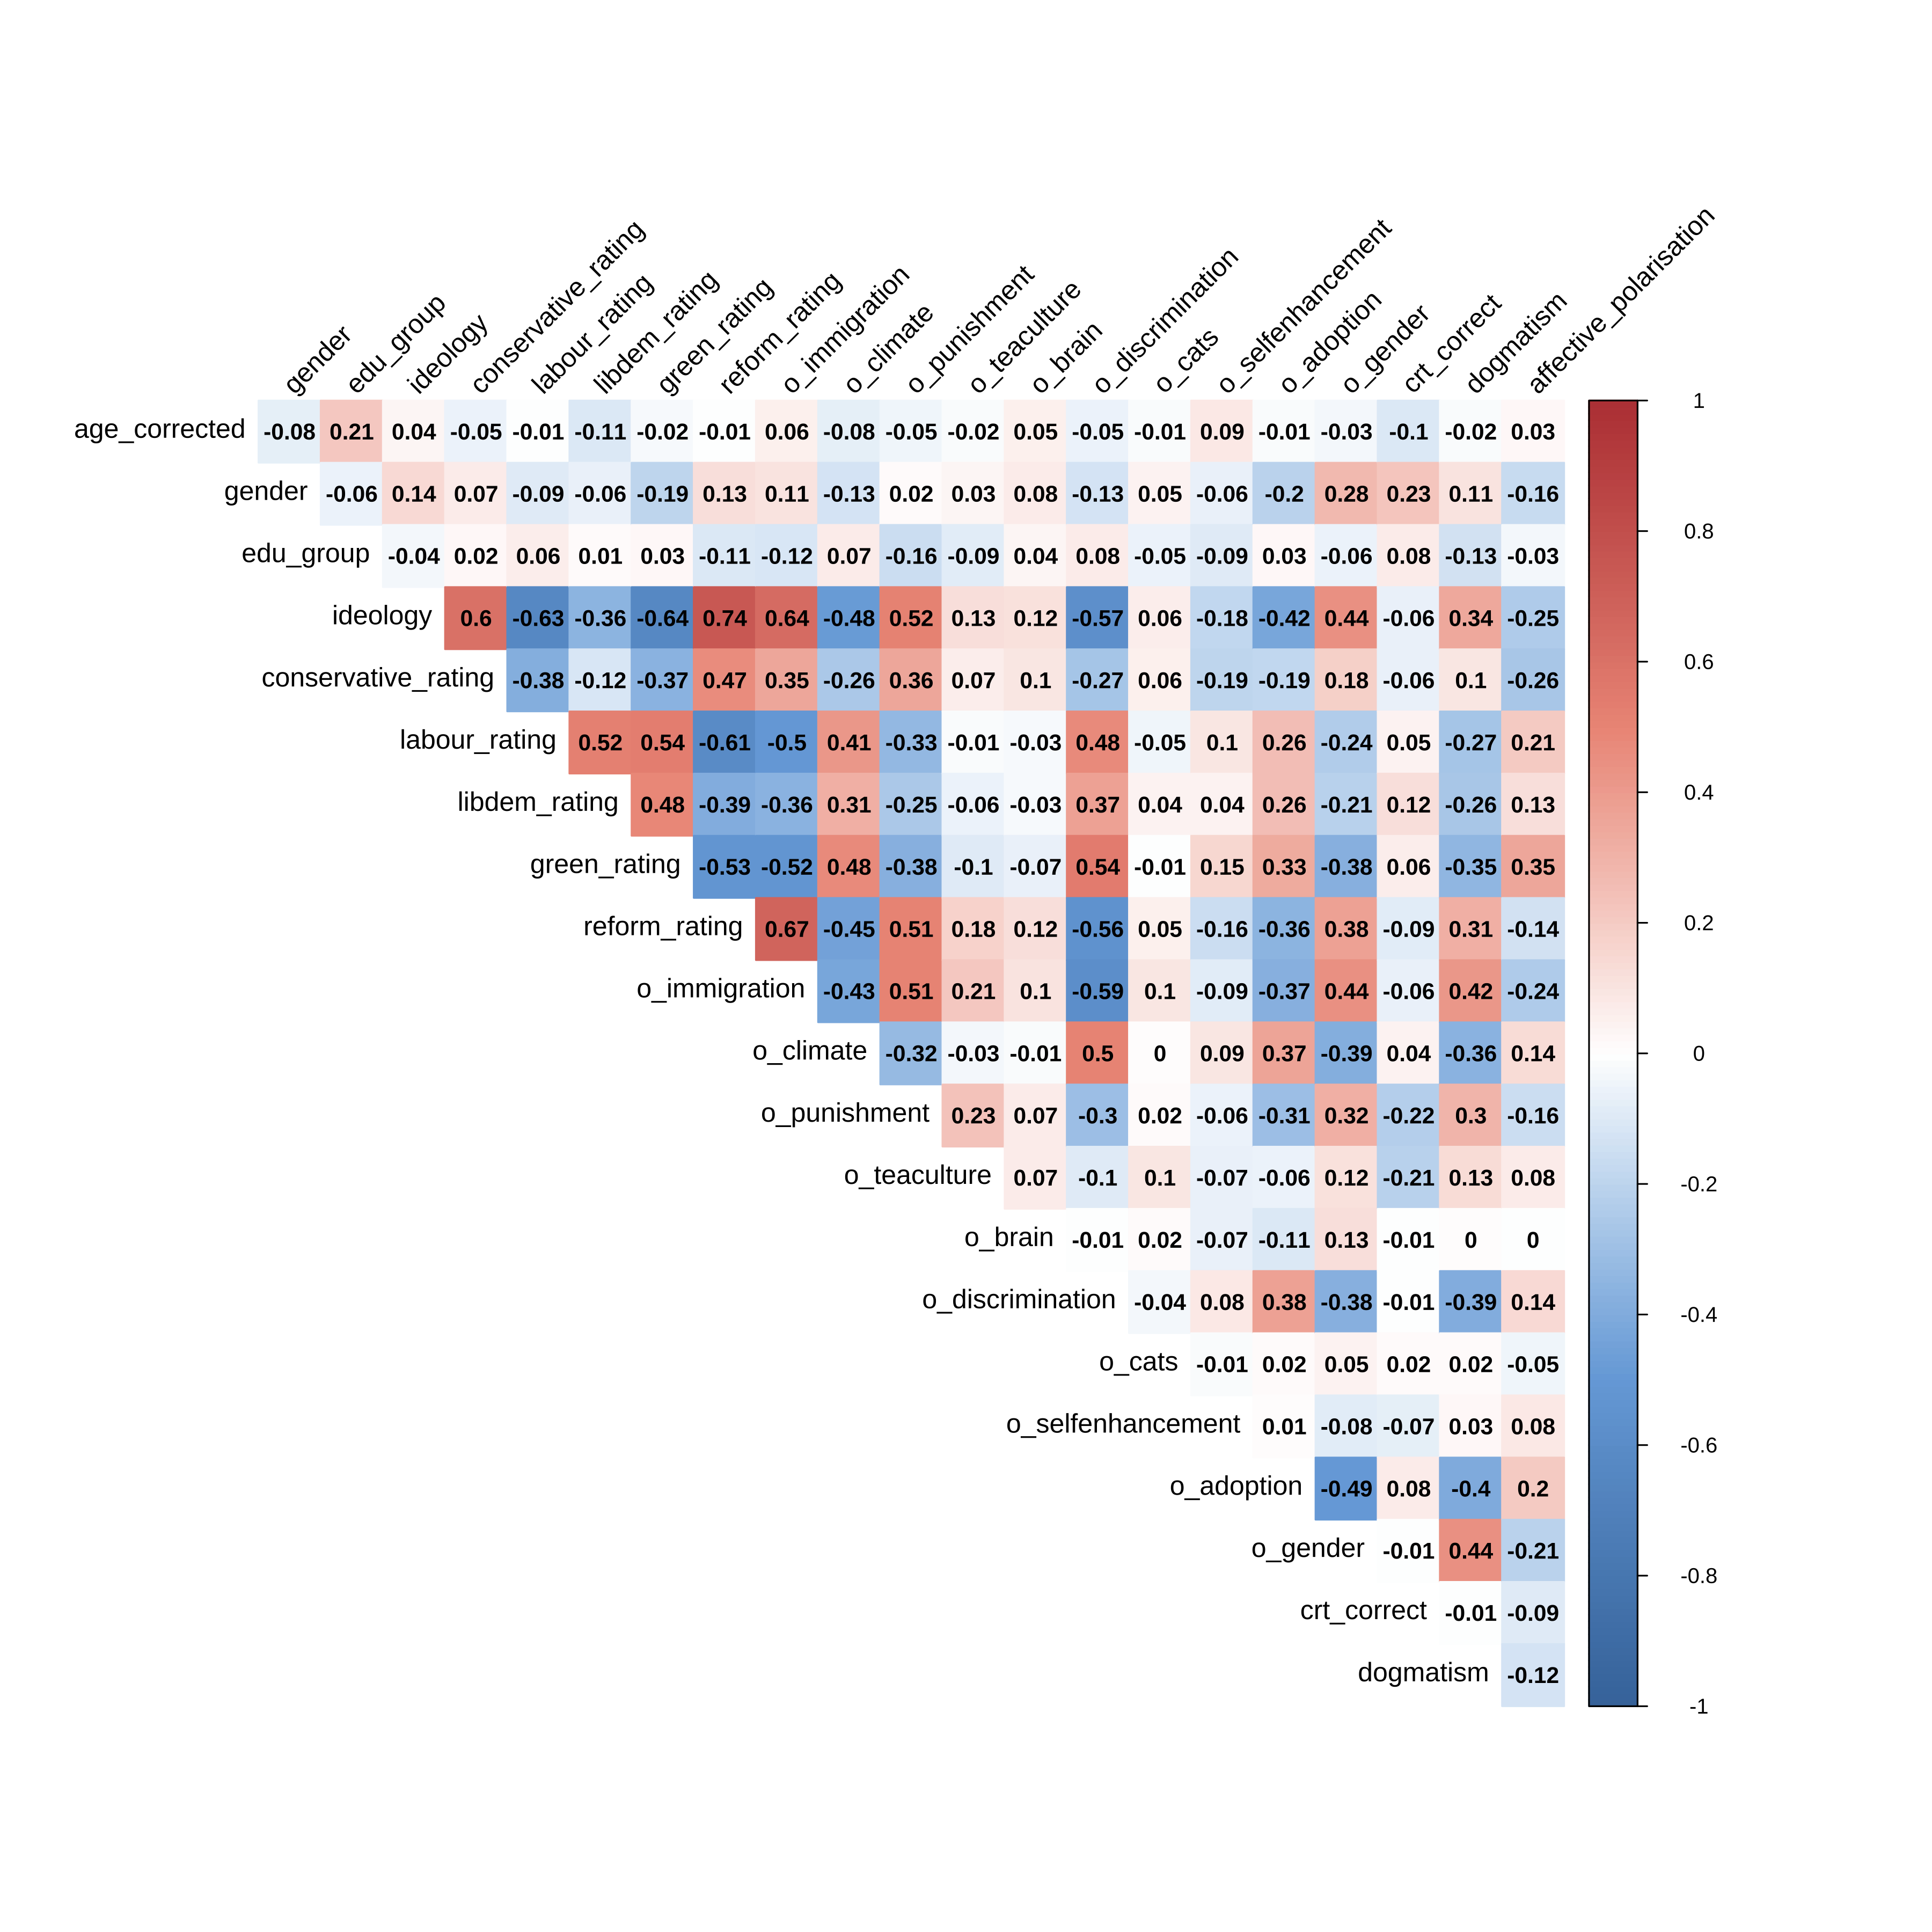 gender edu_group ideology conservative_rating labour_rating libdem_rating green_rating reform_rating o_immigration o_climate o_punishment o_teaculture o_brain o_discrimination o_cats o_selfenhancement o_adoption o_gender crt_correct dogmatism affective_polarisation
age_corrected -0.08 0.21 0.04 -0.05 -0.01 -0.11 -0.02 -0.01 0.06 -0.08 -0.05 -0.02 0.05 -0.05 -0.01 0.09 -0.01 -0.03 -0.1 -0.02 0.03
gender -0.06 0.14 0.07 -0.09 -0.06 -0.19 0.13 0.11 -0.13 0.02 0.03 0.08 -0.13 0.05 -0.06 -0.2 0.28 0.23 0.11 -0.16
edu_group -0.04 0.02 0.06 0.01 0.03 -0.11 -0.12 0.07 -0.16 -0.09 0.04 0.08 -0.05 -0.09 0.03 -0.06 0.08 -0.13 -0.03
ideology 0.6 -0.63 -0.36 -0.64 0.74 0.64 -0.48 0.52 0.13 0.12 -0.57 0.06 -0.18 -0.42 0.44 -0.06 0.34 -0.25
conservative_rating -0.38 -0.12 -0.37 0.47 0.35 -0.26 0.36 0.07 0.1 -0.27 0.06 -0.19 -0.19 0.18 -0.06 0.1 -0.26
labour_rating 0.52 0.54 -0.61 -0.5 0.41 -0.33 -0.01 -0.03 0.48 -0.05 0.1 0.26 -0.24 0.05 -0.27 0.21
libdem_rating 0.48 -0.39 -0.36 0.31 -0.25 -0.06 -0.03 0.37 0.04 0.04 0.26 -0.21 0.12 -0.26 0.13
green_rating -0.53 -0.52 0.48 -0.38 -0.1 -0.07 0.54 -0.01 0.15 0.33 -0.38 0.06 -0.35 0.35
reform_rating 0.67 -0.45 0.51 0.18 0.12 -0.56 0.05 -0.16 -0.36 0.38 -0.09 0.31 -0.14
o_immigration -0.43 0.51 0.21 0.1 -0.59 0.1 -0.09 -0.37 0.44 -0.06 0.42 -0.24
o_climate -0.32 -0.03 -0.01 0.5 0 0.09 0.37 -0.39 0.04 -0.36 0.14
o_punishment 0.23 0.07 -0.3 0.02 -0.06 -0.31 0.32 -0.22 0.3 -0.16
o_teaculture 0.07 -0.1 0.1 -0.07 -0.06 0.12 -0.21 0.13 0.08
o_brain -0.01 0.02 -0.07 -0.11 0.13 -0.01 0 0
o_discrimination -0.04 0.08 0.38 -0.38 -0.01 -0.39 0.14
o_cats -0.01 0.02 0.05 0.02 0.02 -0.05
o_selfenhancement 0.01 -0.08 -0.07 0.03 0.08
o_adoption -0.49 0.08 -0.4 0.2
o_gender -0.01 0.44 -0.21
crt_correct -0.01 -0.09
dogmatism -0.12
1
0.8
0.6
0.4
0.2
0
-0.2
-0.4
-0.6
-0.8
-1